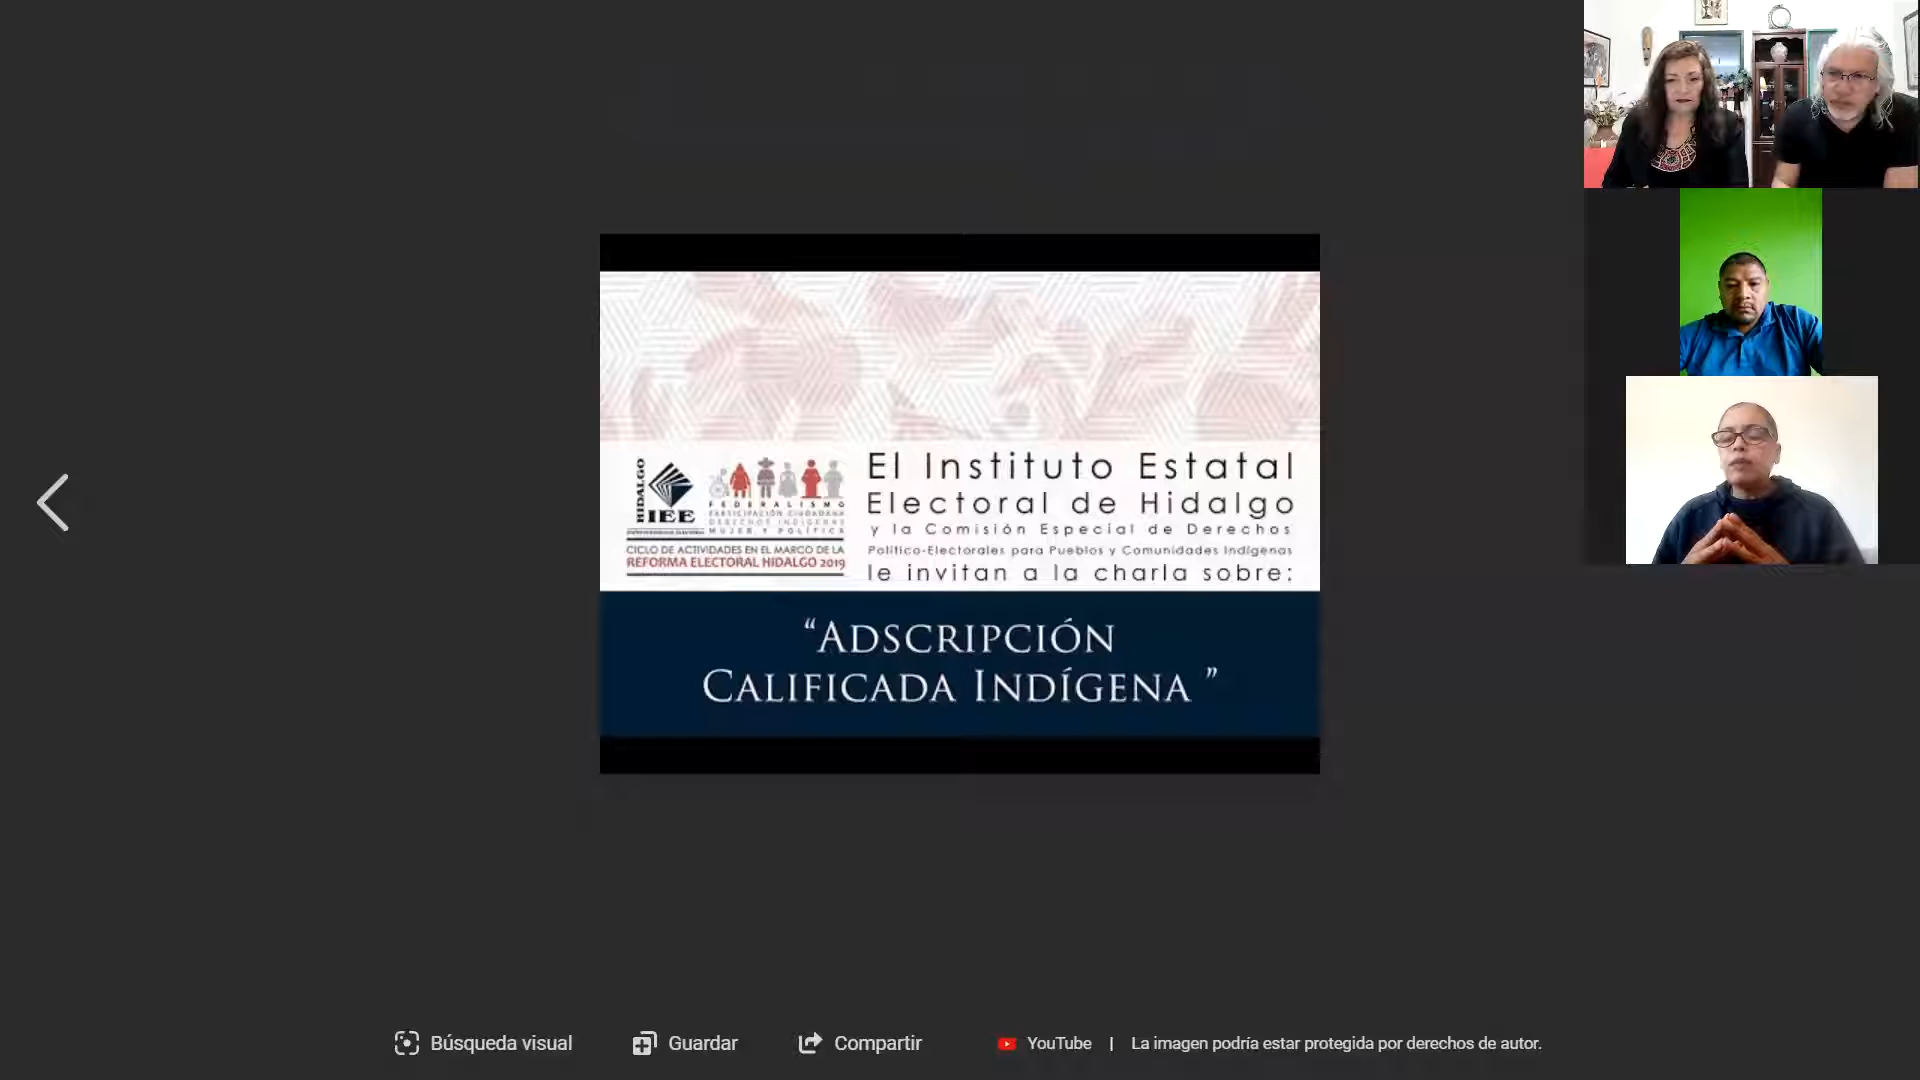 HIDALGO
IEE
FEDERALISMO
PARTICIPACIÓN CIUDADANA
DERECHOS INDÍGENAS
MUJER Y POLÍTICA
CICLO DE ACTIVIDADES EN EL MARCO DE LA
REFORMA ELECTORAL HIDALGO 2019
El Instituto Estatal
Electoral de Hidalgo
y la Comisión Especial de Derechos
Político-Electorales para Pueblos y Comunidades Indígenas
le invitan a la charla sobre:
“ADSCRIPCIÓN
CALIFICADA INDÍGENA ”
Búsqueda visual
Guardar
Compartir
YouTube | La imagen podría estar protegida por derechos de autor.